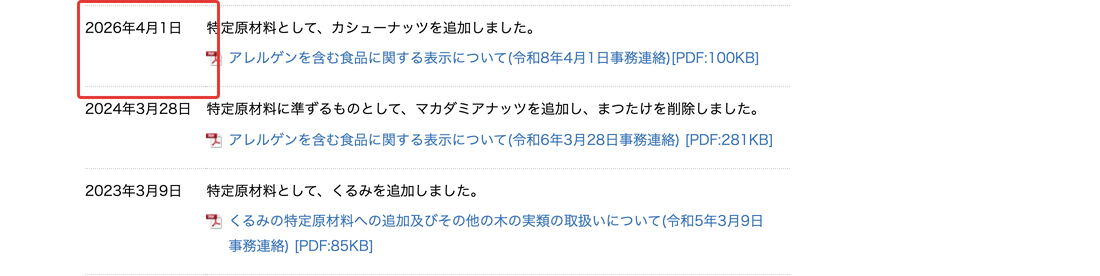 2026年4月1日 特定原材料として、カシューナッツを追加しました。
アレルゲンを含む食品に関する表示について(令和8年4月1日事務連絡)[PDF:100KB]
2024年3月28日 特定原材料に準ずるものとして、マカダミアナッツを追加し、まつたけを削除しました。
アレルゲンを含む食品に関する表示について(令和6年3月28日事務連絡) [PDF:281KB]
2023年3月9日 特定原材料として、くるみを追加しました。
くるみの特定原材料への追加及びその他の木の実類の取扱いについて(令和5年3月9日
事務連絡) [PDF:85KB]